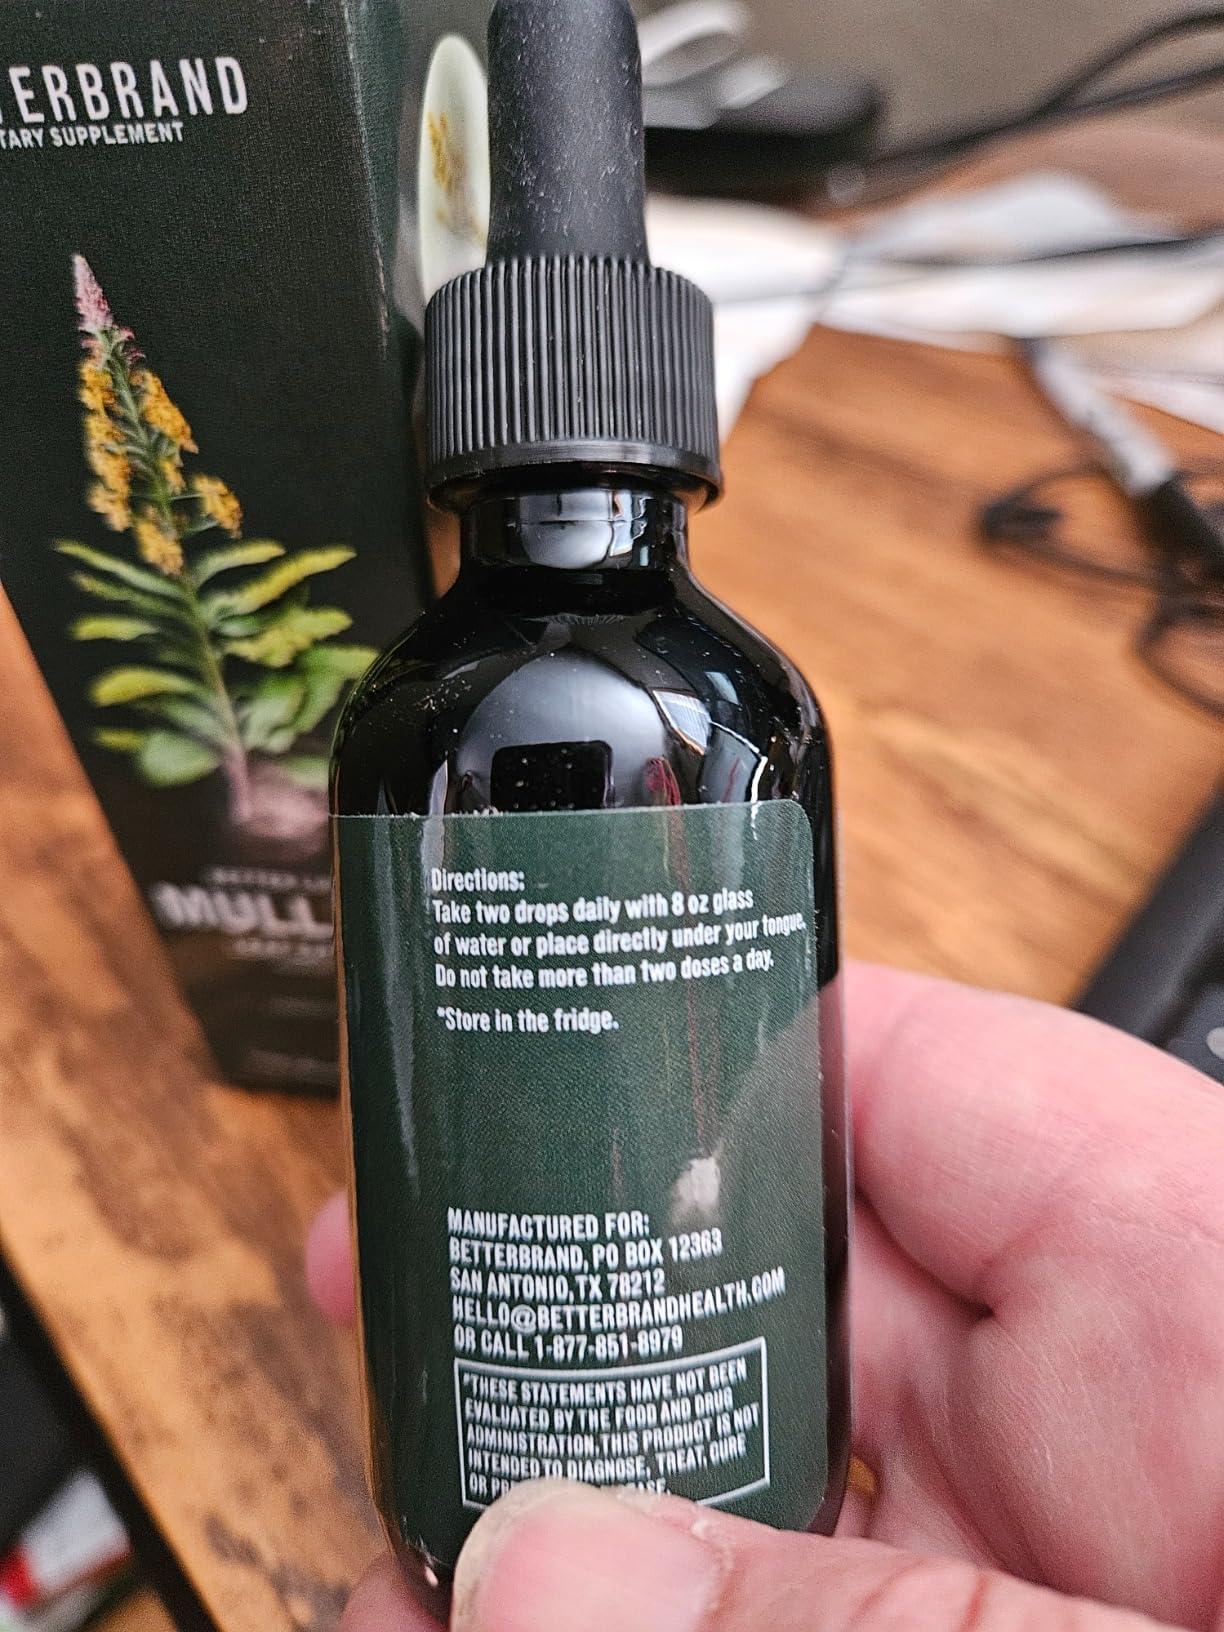 TERBRAND
TARY SUPPLEMENT
MULL
Directions:
Take two drops daily with 8 oz glass
of water or place directly under your tongue.
Do not take more than two doses a day.
*Store in the fridge.
MANUFACTURED FOR:
BETTERBRAND, PO BOX 12363
SAN ANTONIO, TX 78212
HELLO@BETTERBRANDHEALTH.COM
OR CALL 1-877-851-8979
*THESE STATEMENTS HAVE NOT BEEN
EVALUATED BY THE FOOD AND DRUG
ADMINISTRATION. THIS PRODUCT IS NOT
INTENDED TO DIAGNOSE, TREAT, CURE
OR